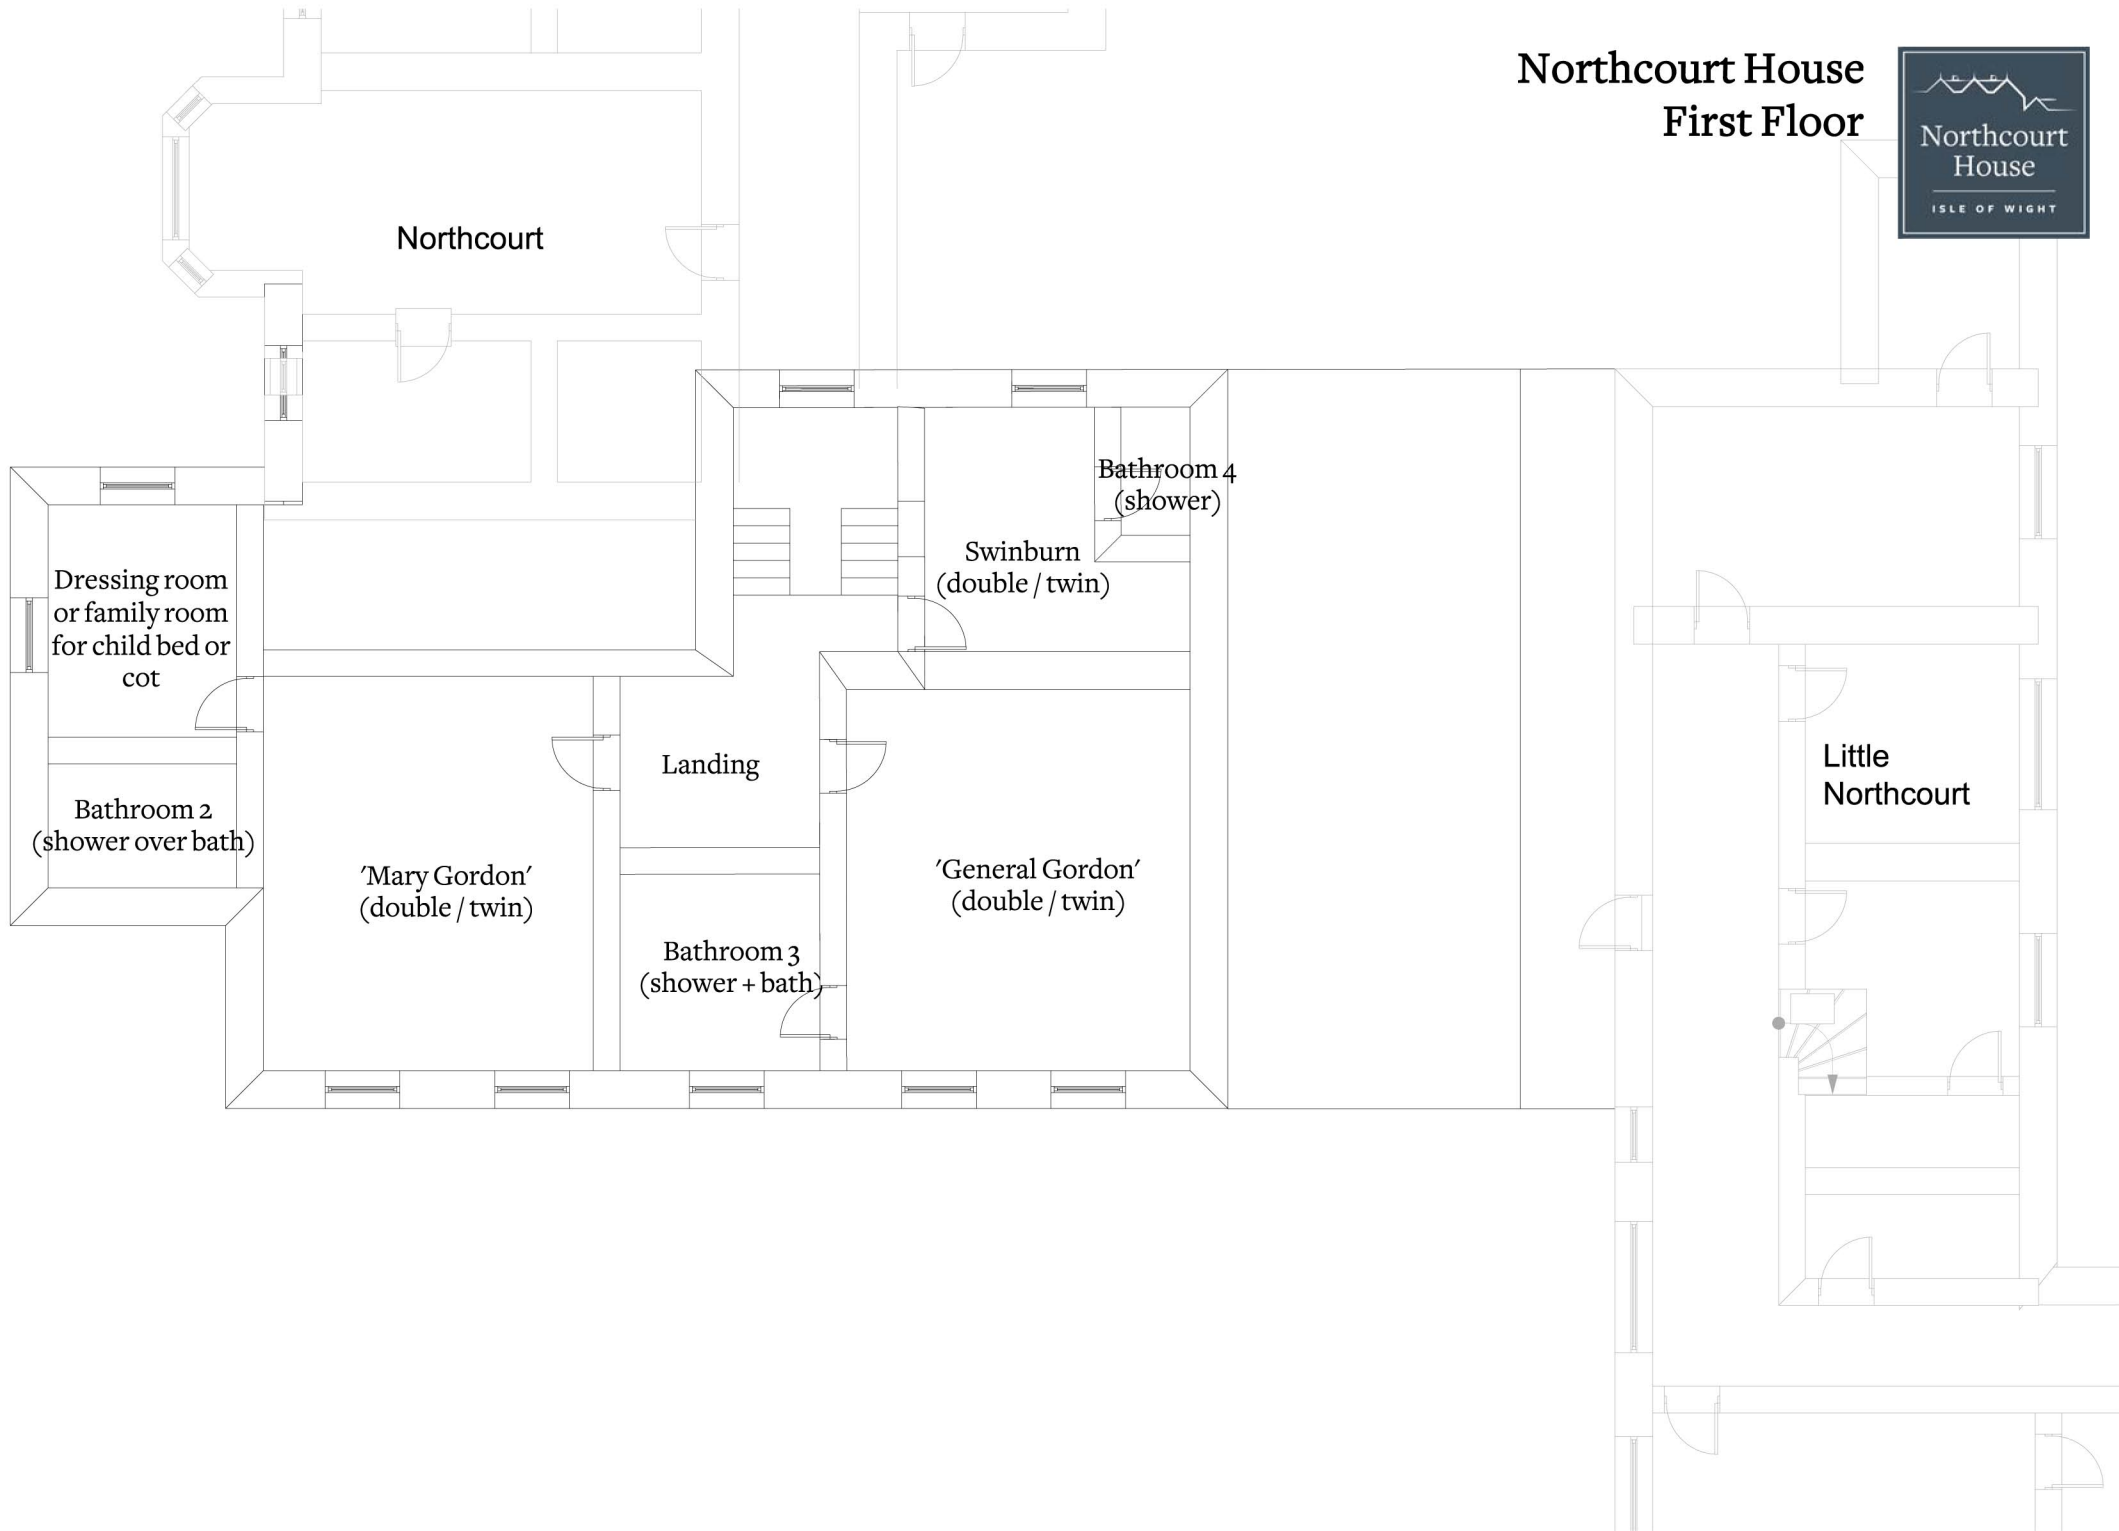 Northcourt House
First Floor
Northcourt
House
ISLE OF WIGHT
Northcourt
Bathroom 4
(shower)
Swinburn
(double / twin)
Dressing room
or family room
for child bed or
cot
Landing
Little
Northcourt
Bathroom 2
(shower over bath)
'Mary Gordon'
(double / twin)
'General Gordon'
(double / twin)
Bathroom 3
(shower + bath)